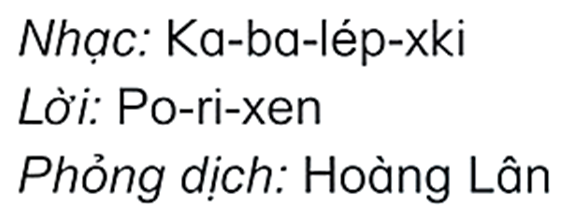 Nhạc: Ka-ba-lép-xki
Lời: Po-ri-xen
Phỏng dịch: Hoàng Lân